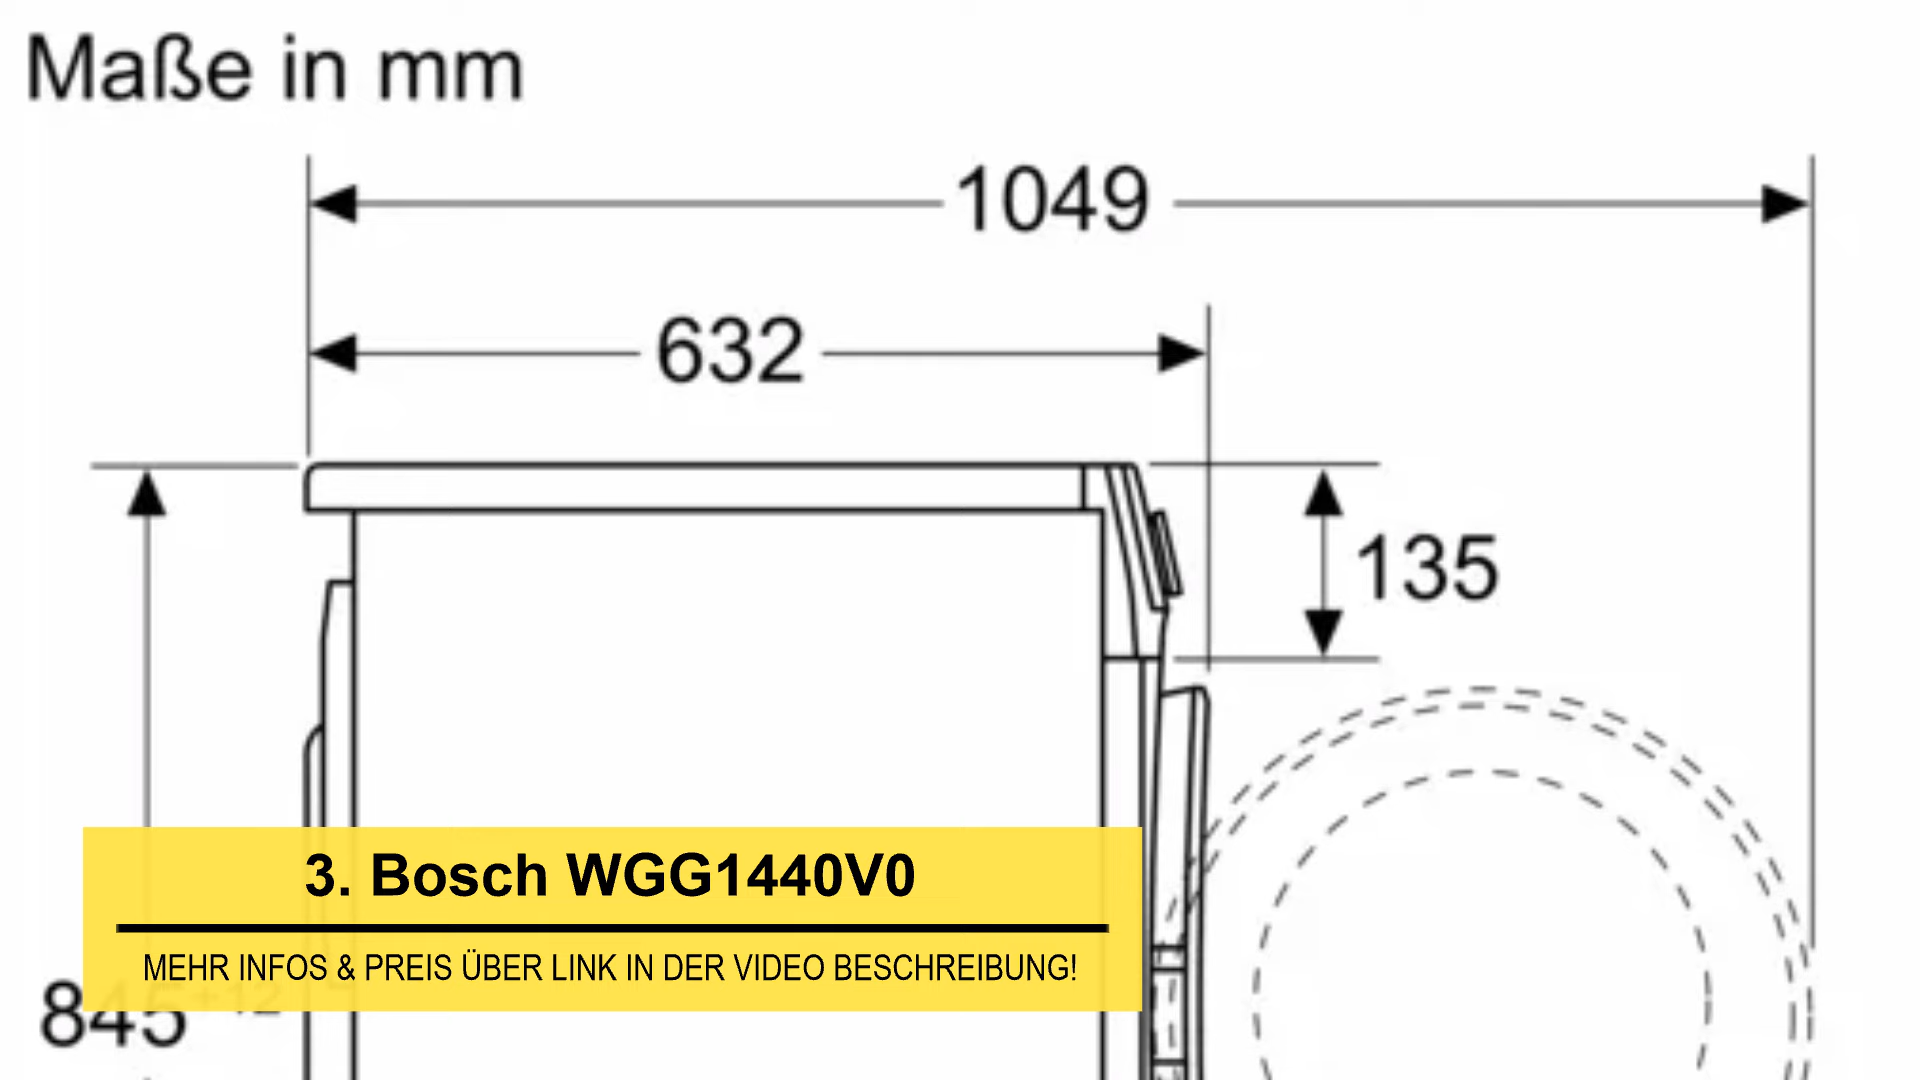 Maße in mm
1049
632
135
3. Bosch WGG1440V0
MEHR INFOS & PREIS ÜBER LINK IN DER VIDEO BESCHREIBUNG!
845+12